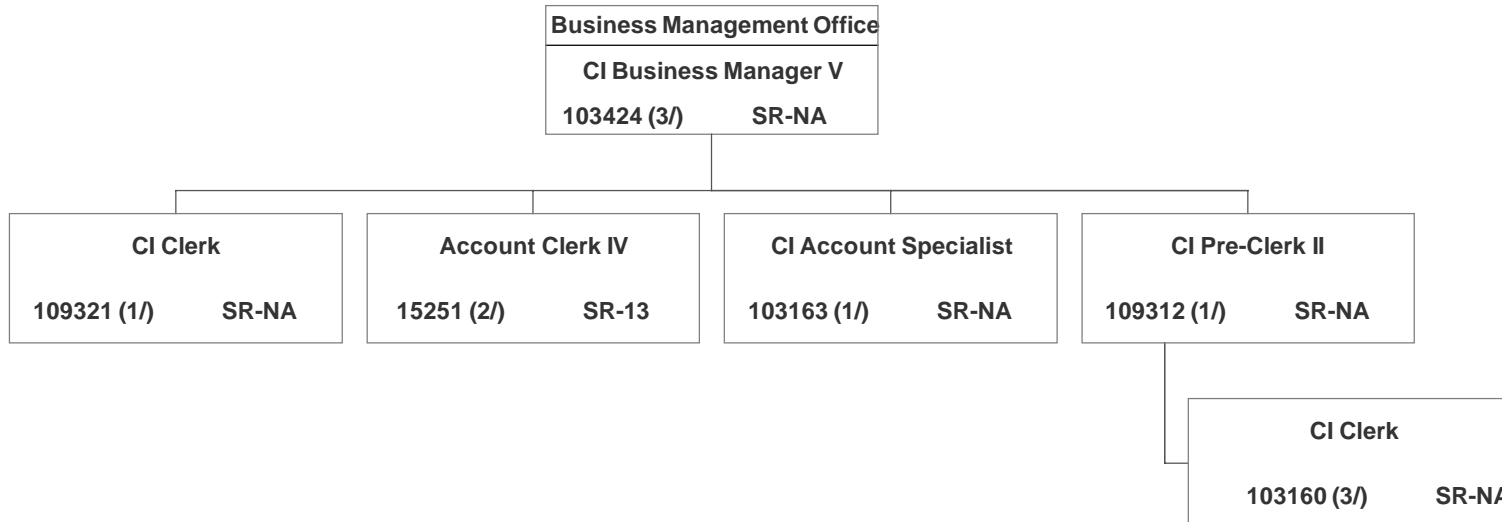 Business Management Office
CI Business Manager V
103424 (3/) SR-NA
CI Clerk
109321 (1/) SR-NA
Account Clerk IV
15251 (2/) SR-13
CI Account Specialist
103163 (1/) SR-NA
CI Pre-Clerk II
109312 (1/) SR-NA
CI Clerk
103160 (3/) SR-NA